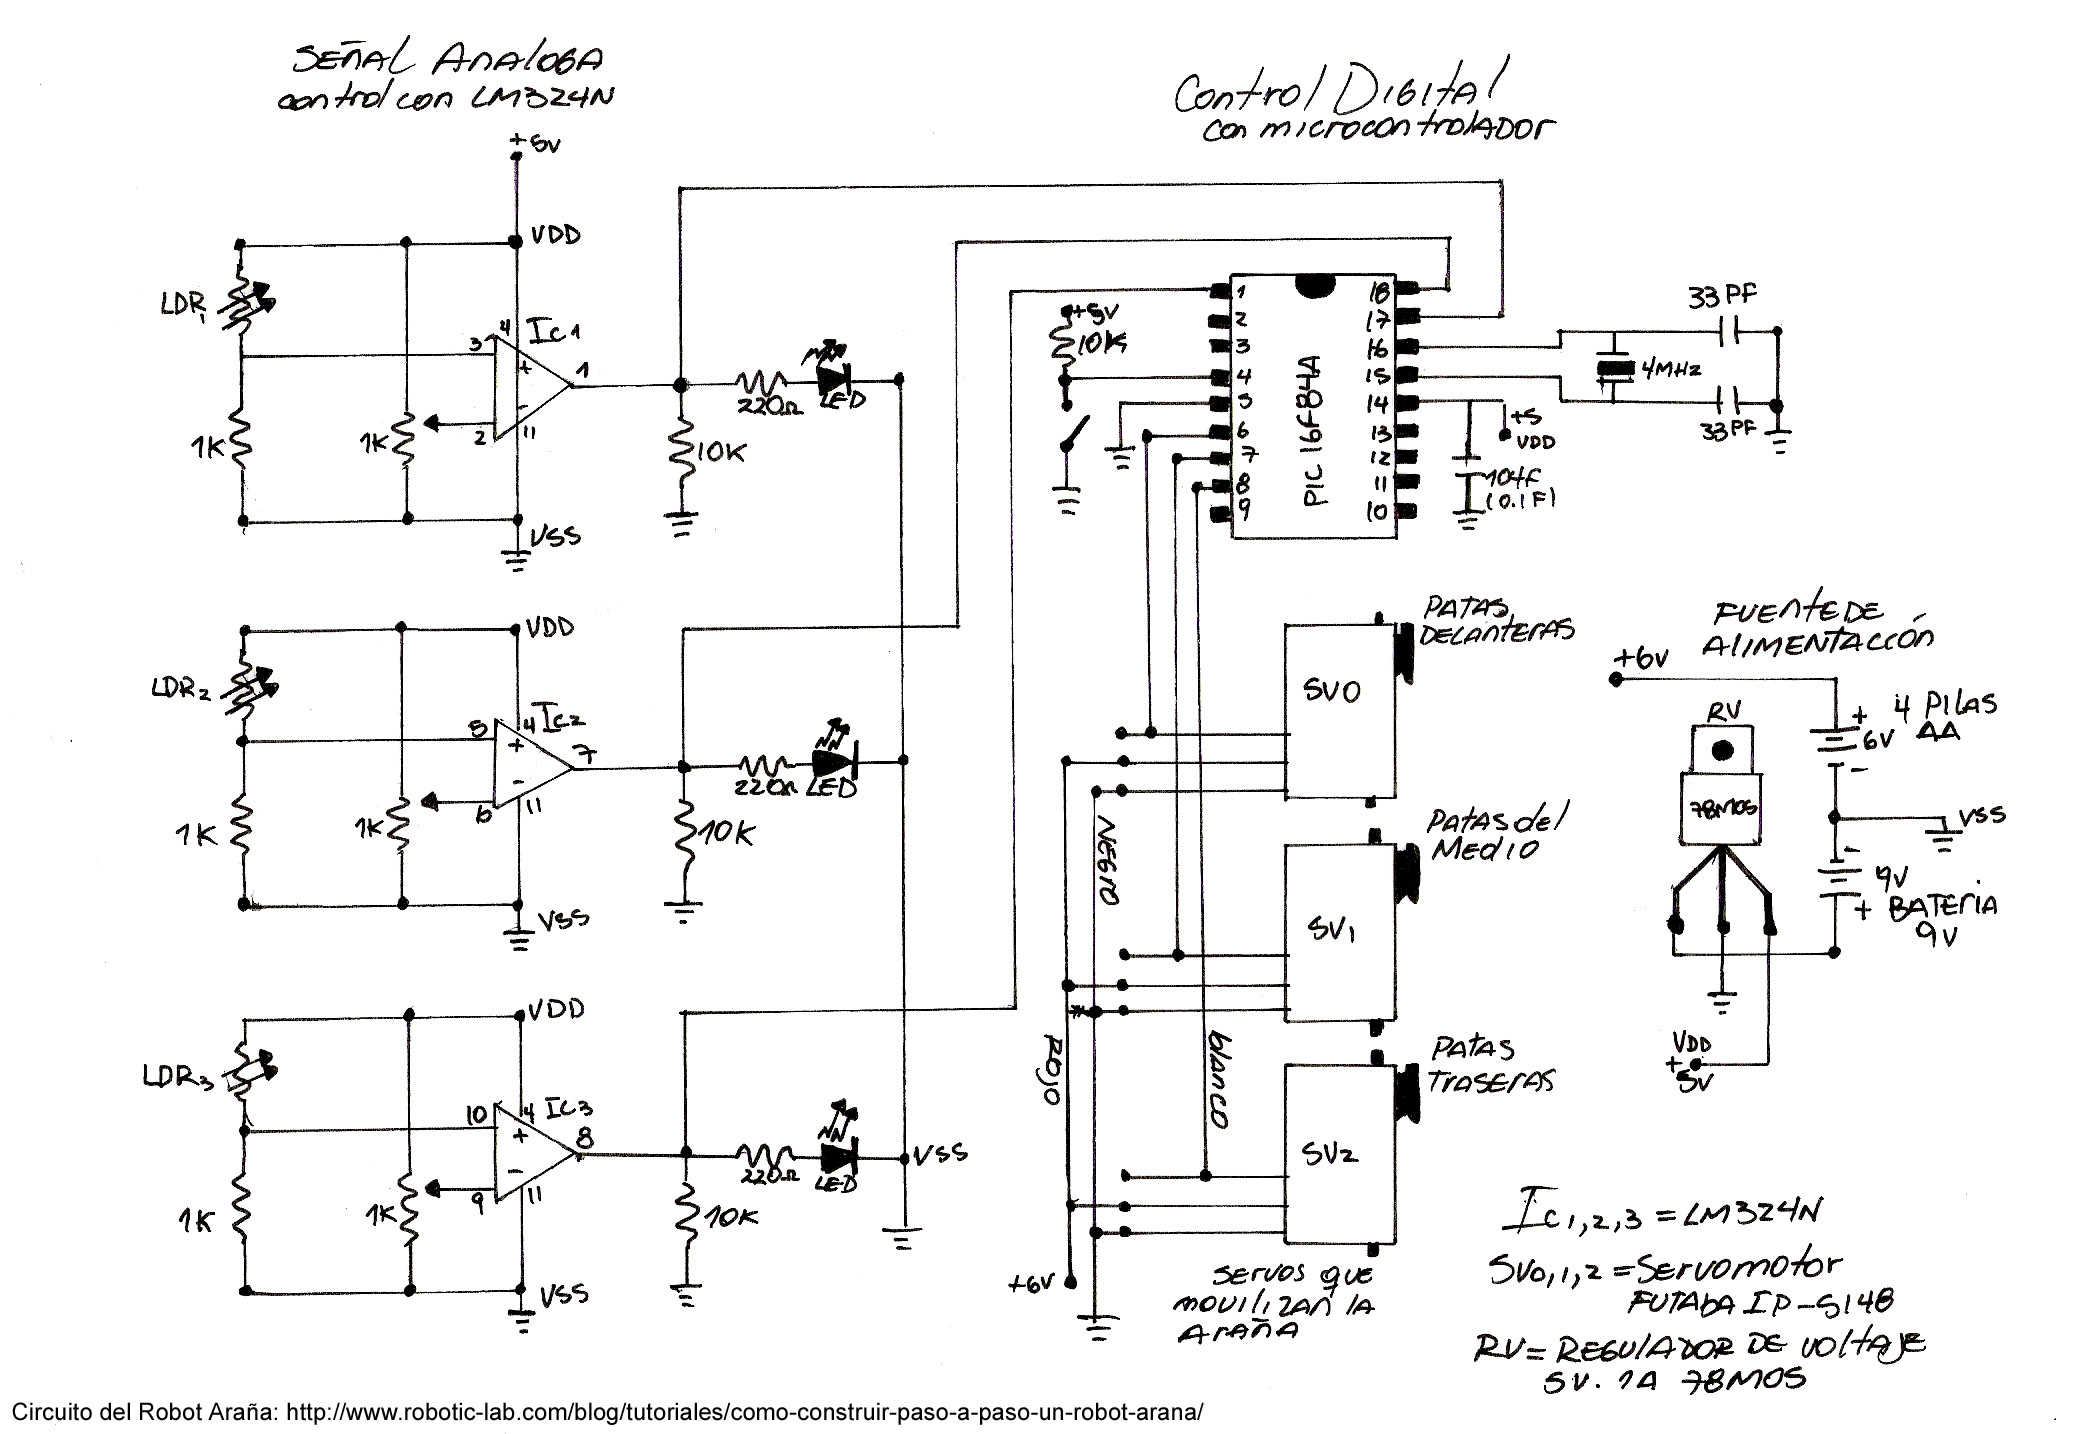 SEÑAL ANALOGA
control con LM324N
+5V
VDD
LDR1
Ic1
4
3
+
1
-
2
11
1K
1K
220Ω
LED
10K
VSS
VDD
LDR2
Ic2
4
5
+
7
-
6
11
1K
1K
220Ω
LED
10K
VSS
VDD
LDR3
Ic3
4
10
+
8
-
9
11
1K
1K
220Ω
LED
10K
VSS
VSS
Control Digital
con microcontrolador
+5V
10K
PIC 16F84A
1
2
3
4
5
6
7
8
9
18
17
16
15
14
13
12
11
10
33PF
4MHz
33PF
+5
VDD
104F
(0.1F)
PATAS
DELANTERAS
SV0
PATAS del
Medio
SV1
PATAS
TRASERAS
SV2
Negro
Rojo
blanco
+6V
SERVOS QUE
MOVILIZAN LA
ARAÑA
FUENTE DE
ALIMENTACIÓN
+6V
RV
78M05
+
6V
-
4 PILAS
AA
VSS
-
9V
+
BATERIA
9V
VDD
+
5V
Ic1,2,3 = LM324N
SV0,1,2 = Servomotor
FUTABA IP-S148
RV = REGULADOR DE VOLTAJE
5V. 1A 78M05
Circuito del Robot Araña: http://www.robotic-lab.com/blog/tutoriales/como-construir-paso-a-paso-un-robot-arana/